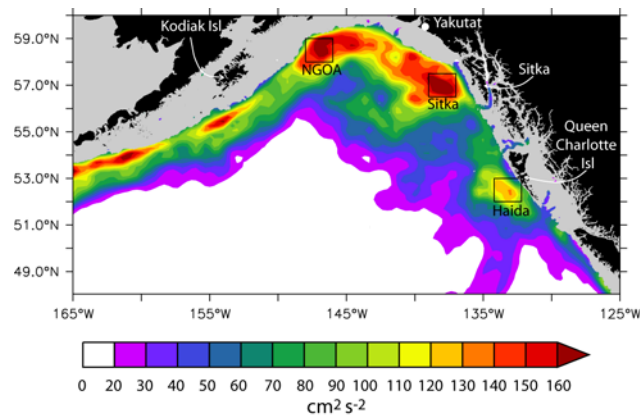 59.0°N
57.0°N
55.0°N
53.0°N
51.0°N
49.0°N
Kodiak Isl
Yakutat
NGOA
Sitka
Sitka
Queen
Charlotte
Isl
Haida
165°W 155°W 145°W 135°W 125°W
0 20 30 40 50 60 70 80 90 100 110 120 130 140 150 160
cm² s⁻²